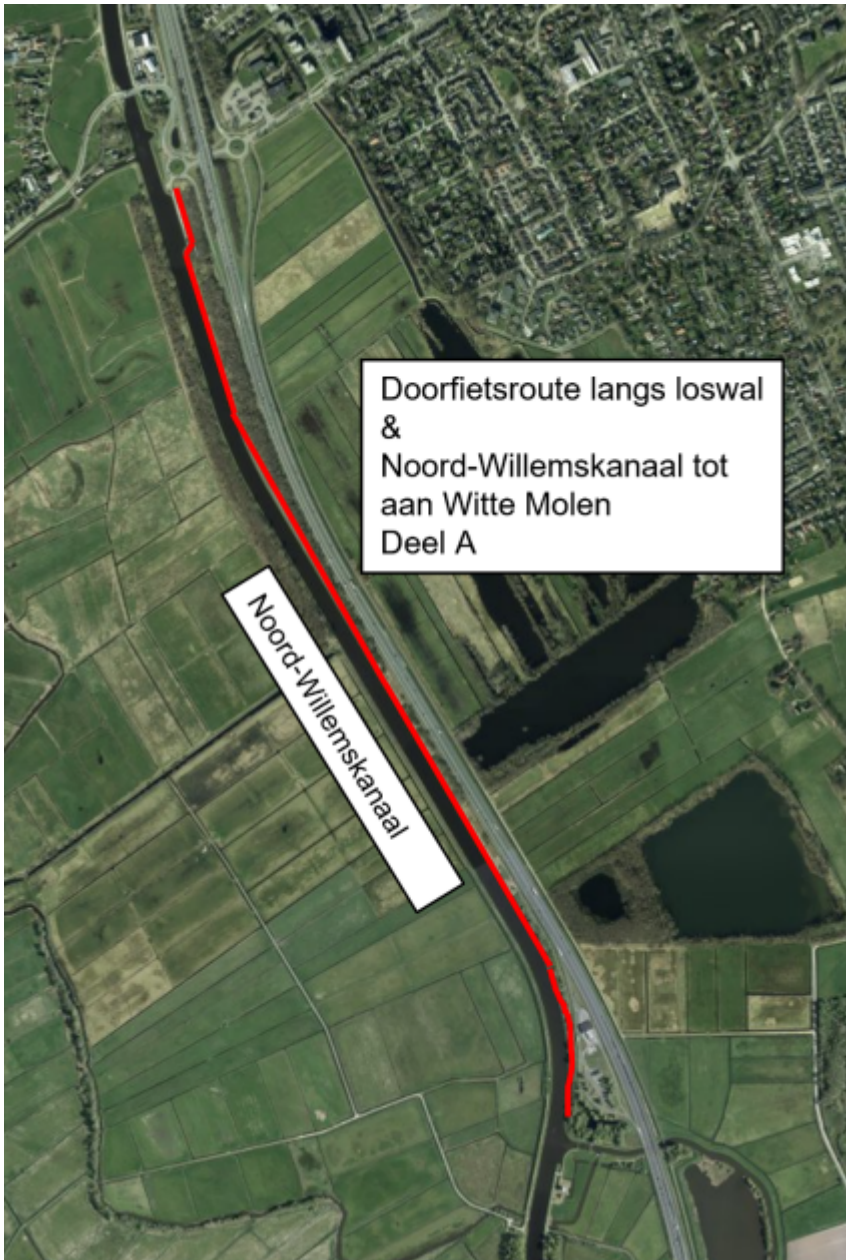 Doorfietsroute langs loswal
&
Noord-Willemskanaal tot
aan Witte Molen
Deel A
Noord-Willemskanaal